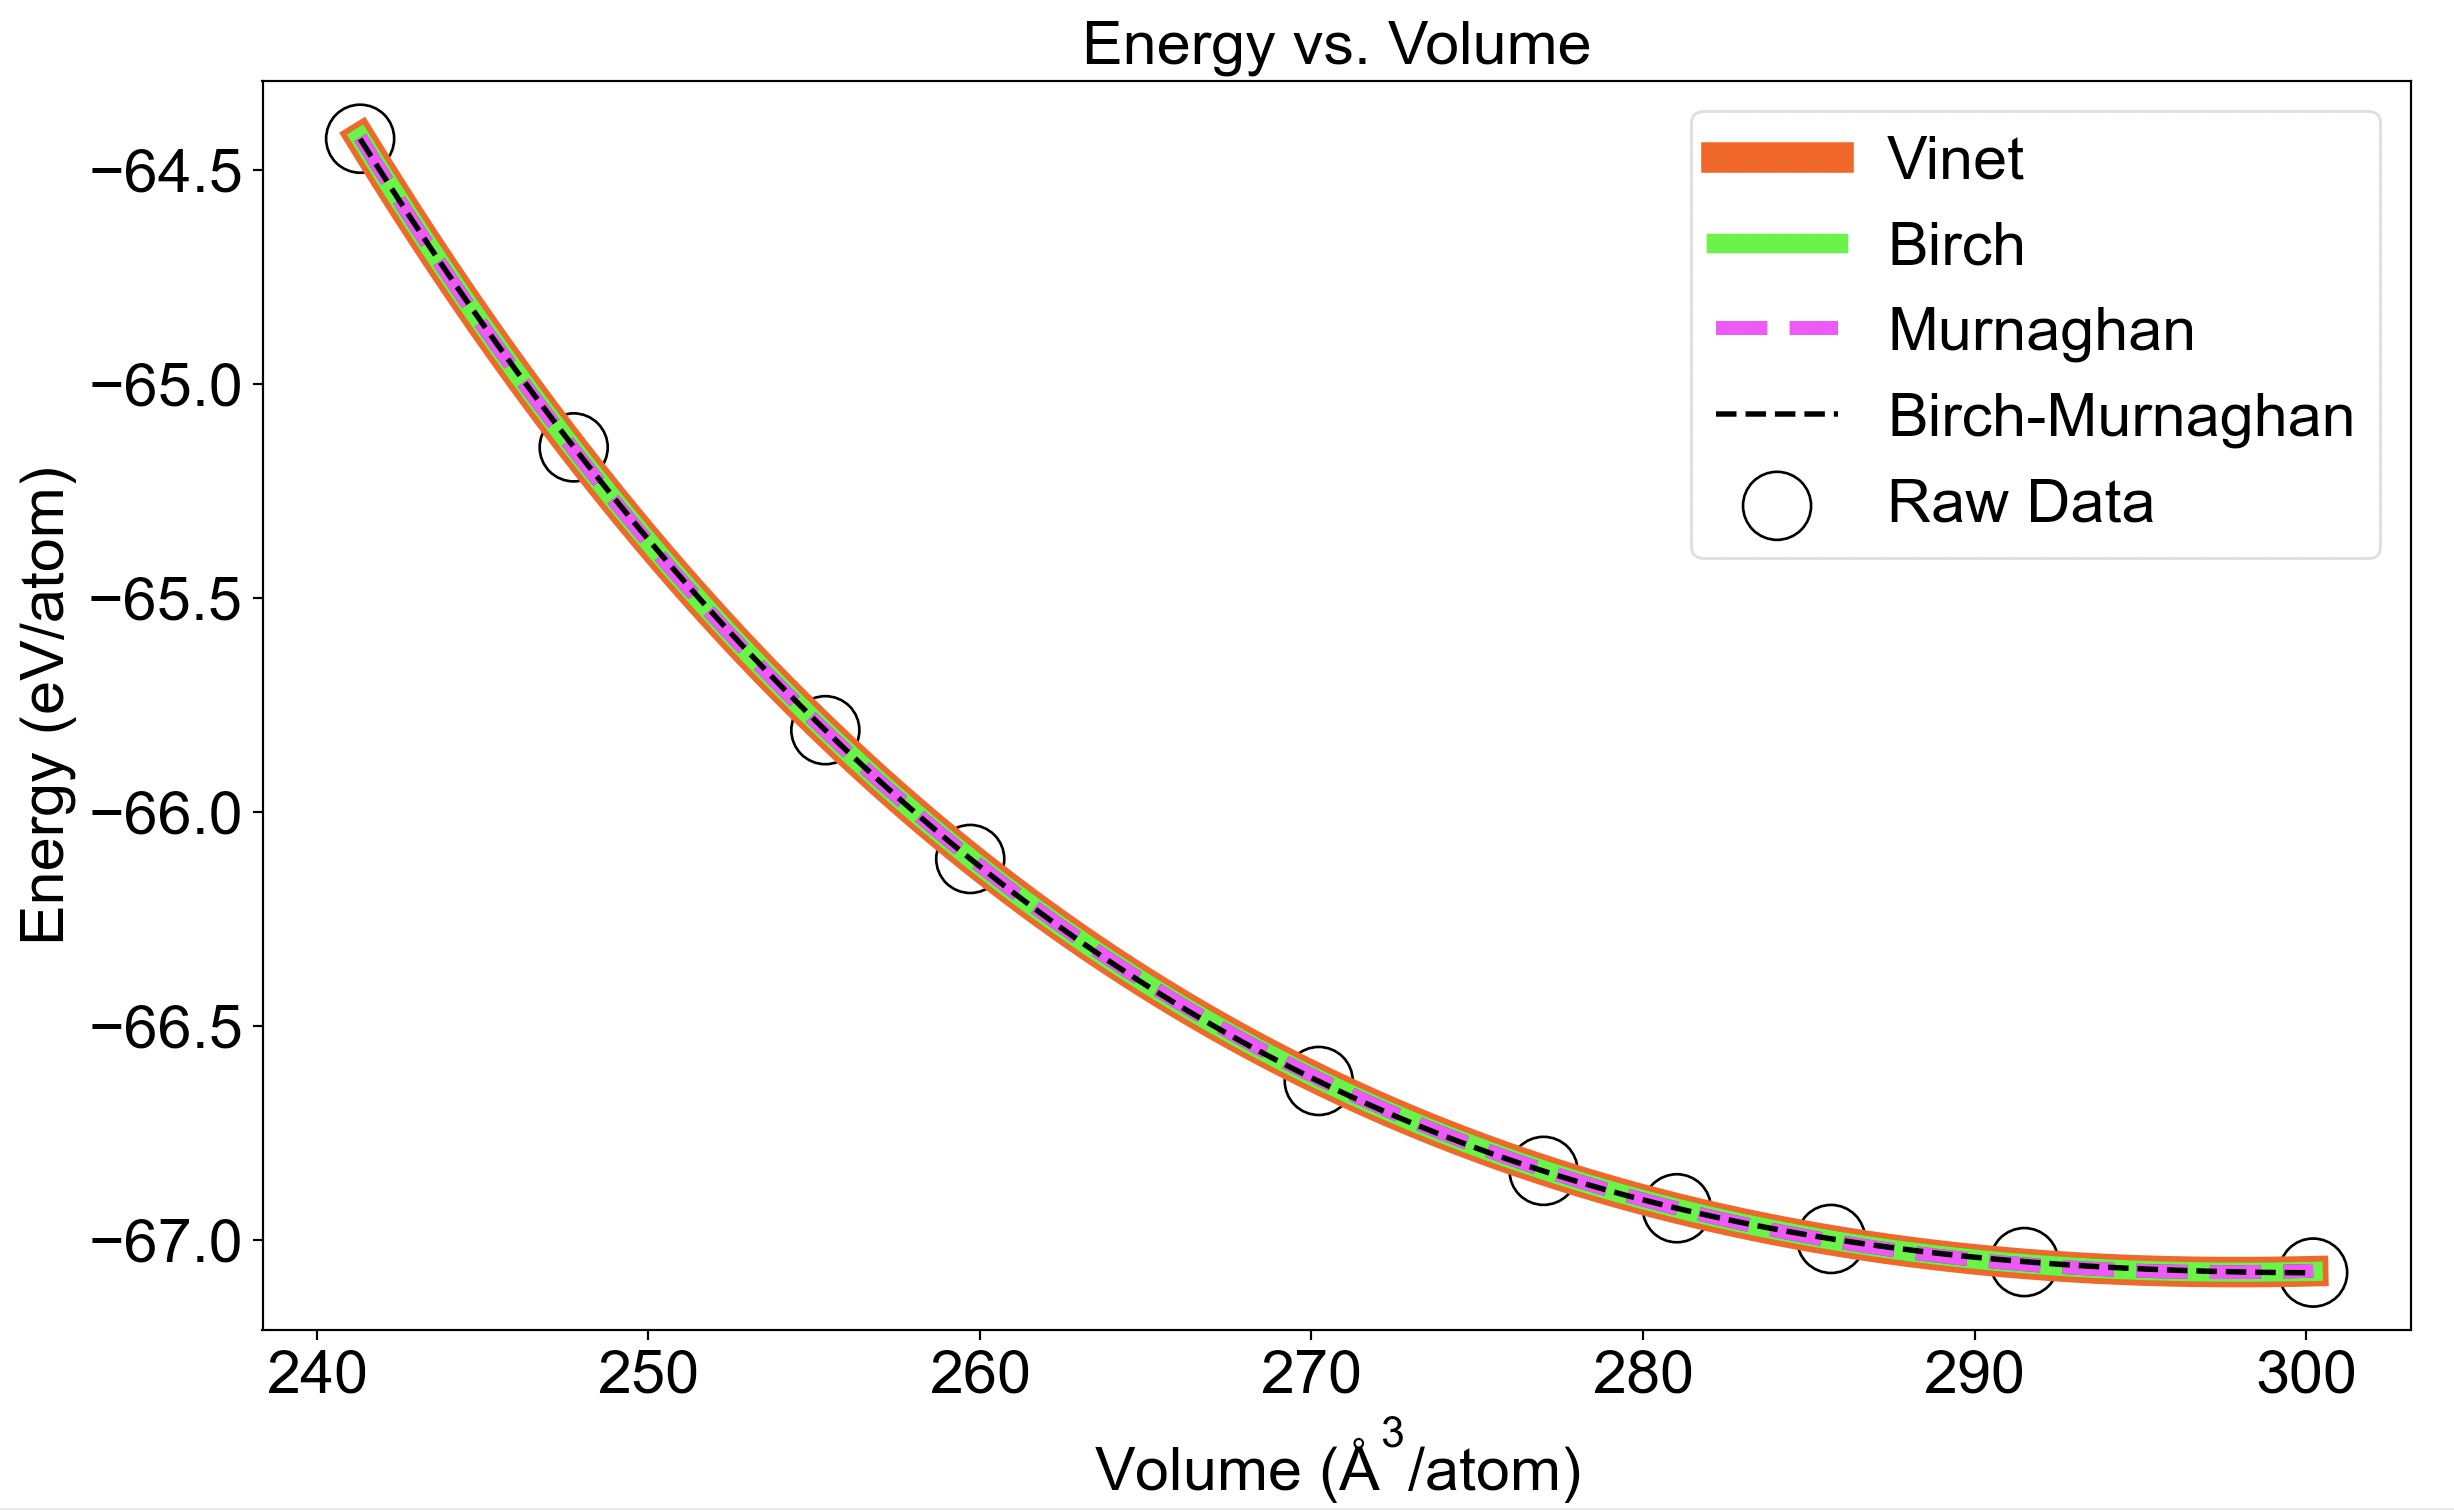 Energy vs. Volume
Vinet
Birch
Murnaghan
Birch-Murnaghan
Raw Data
Energy (eV/atom)
−64.5
−65.0
−65.5
−66.0
−66.5
−67.0
240 250 260 270 280 290 300
Volume (Å³/atom)